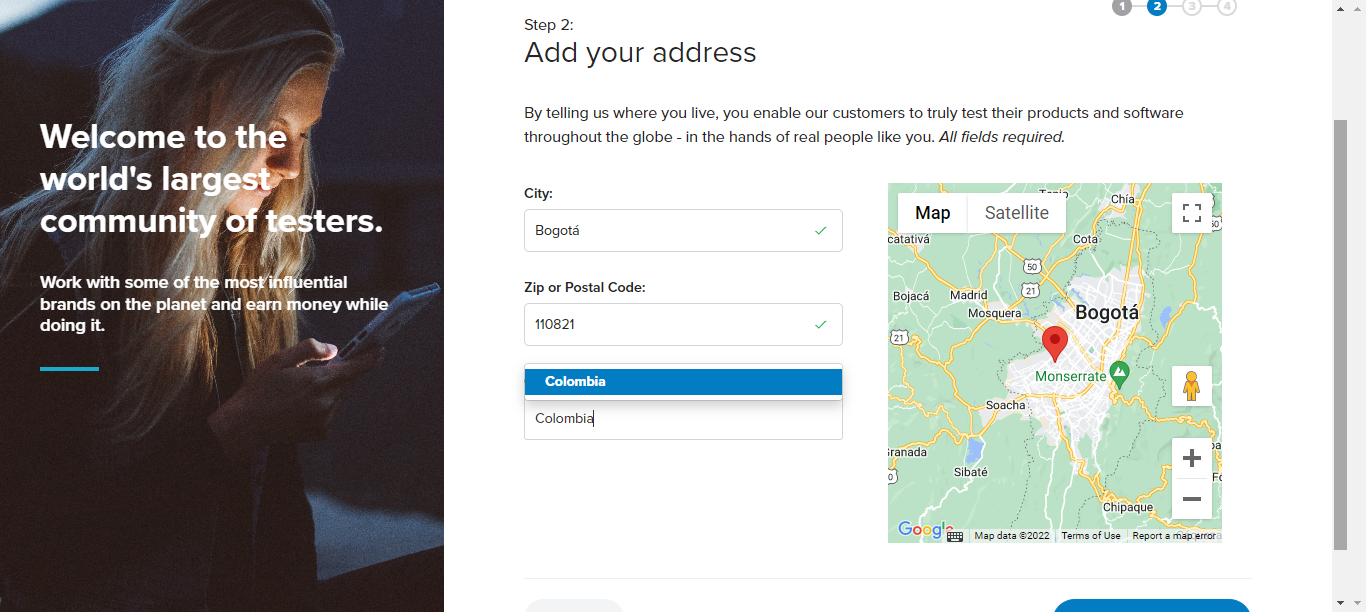 Welcome to the
world's largest
community of testers.
Work with some of the most influential
brands on the planet and earn money while
doing it.
1 2 3 4
Step 2:
Add your address
By telling us where you live, you enable our customers to truly test their products and software
throughout the globe - in the hands of real people like you. All fields required.
City:
Bogotá
Zip or Postal Code:
110821
Colombia
Colombia
Map Satellite
Chía
Cota
50
50
21
Bojacá
Madrid
Mosquera
Bogotá
21
Monserrate
Soacha
Sibaté
Chipaque
Google
Map data ©2022 Terms of Use Report a map error